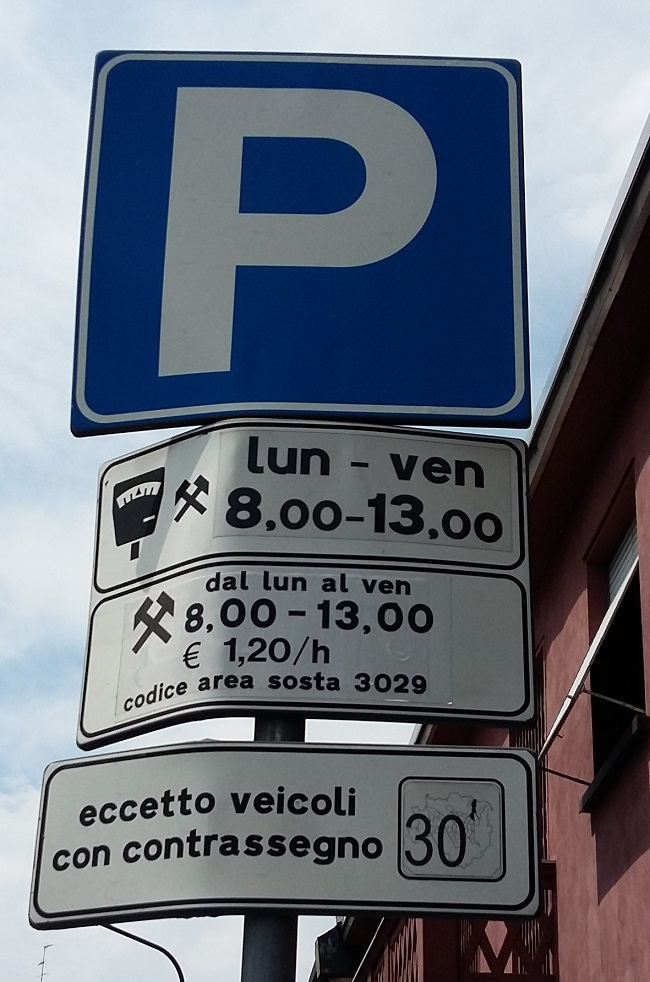 P
lun - ven
8,00-13,00
dal lun al ven
8,00 - 13,00
€ 1,20/h
codice area sosta 3029
eccetto veicoli
con contrassegno 30